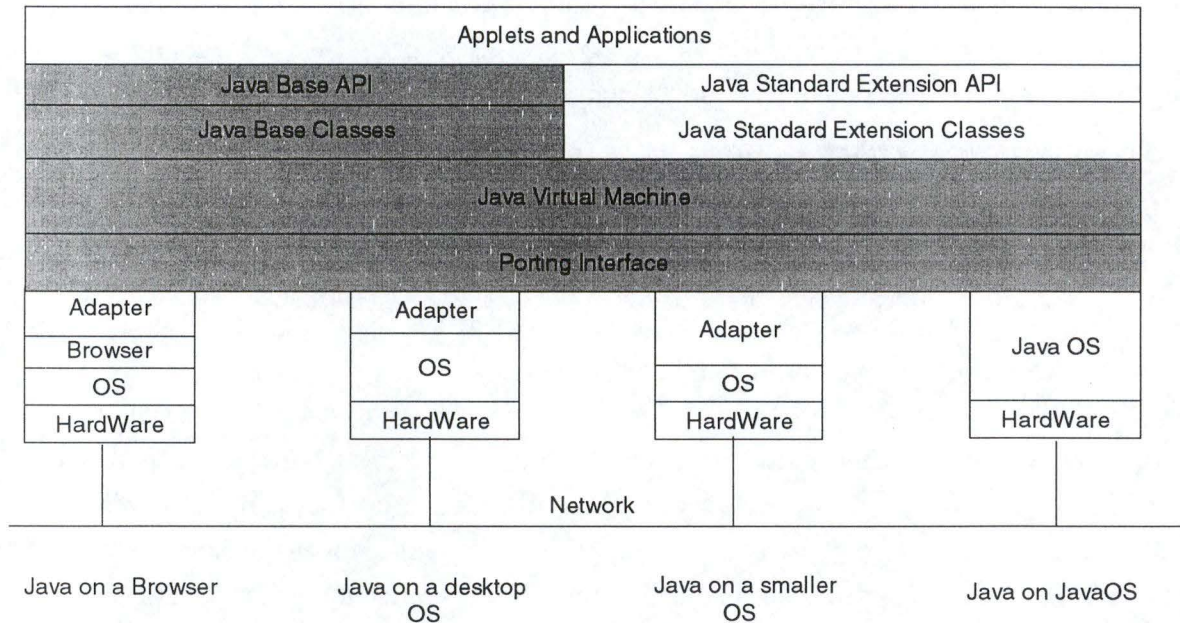 Applets and Applications
Java Base API
Java Standard Extension API
Java Base Classes
Java Standard Extension Classes
Java Virtual Machine
Porting Interface
Adapter
Browser
OS
HardWare
Adapter
OS
HardWare
Adapter
OS
HardWare
Java OS
HardWare
Network
Java on a Browser
Java on a desktop
OS
Java on a smaller
OS
Java on JavaOS